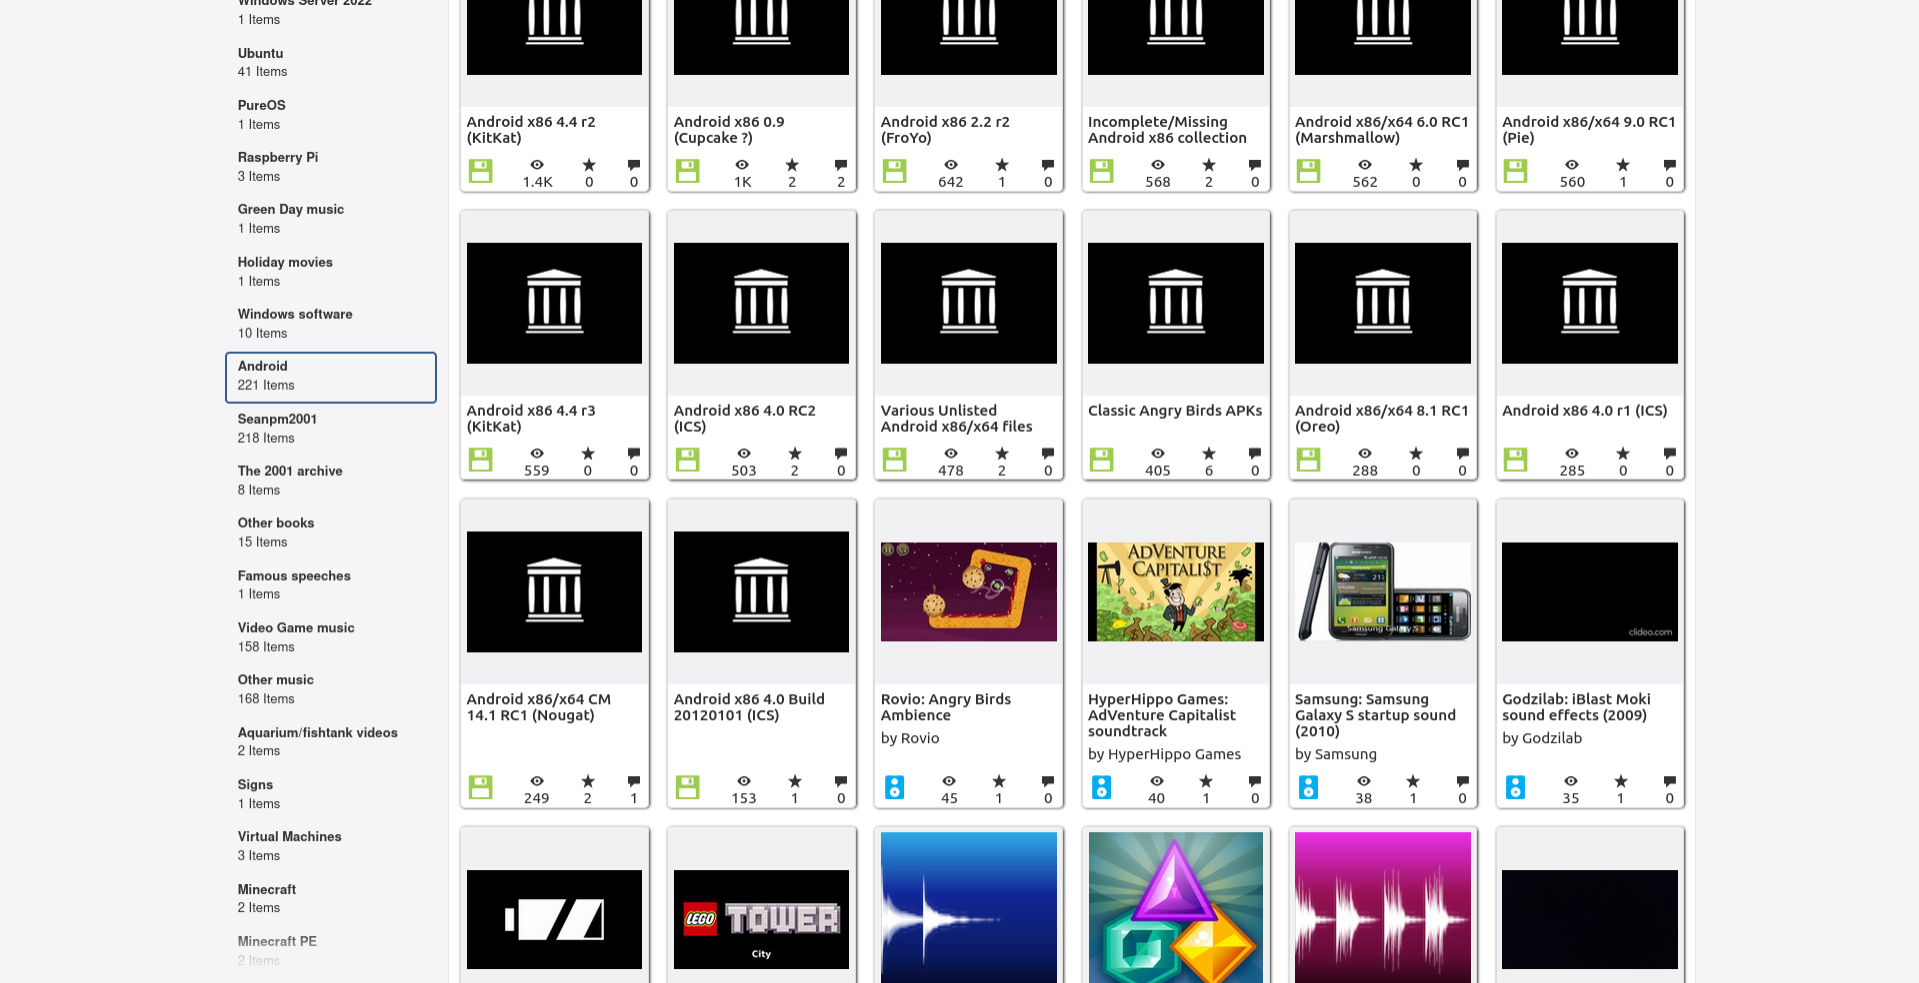 Windows Server 2022
1 Items
Ubuntu
41 Items
PureOS
1 Items
Raspberry Pi
3 Items
Green Day music
1 Items
Holiday movies
1 Items
Windows software
10 Items
Android
221 Items
Seanpm2001
218 Items
The 2001 archive
8 Items
Other books
15 Items
Famous speeches
1 Items
Video Game music
158 Items
Other music
168 Items
Aquarium/fishtank videos
2 Items
Signs
1 Items
Virtual Machines
3 Items
Minecraft
2 Items
Minecraft PE
2 Items
Android x86 4.4 r2
(KitKat)
1.4K 0 0
Android x86 0.9
(Cupcake ?)
1K 2 2
Android x86 2.2 r2
(FroYo)
642 1 0
Incomplete/Missing
Android x86 collection
568 2 0
Android x86/x64 6.0 RC1
(Marshmallow)
562 0 0
Android x86/x64 9.0 RC1
(Pie)
560 1 0
Android x86 4.4 r3
(KitKat)
559 0 0
Android x86 4.0 RC2
(ICS)
503 2 0
Various Unlisted
Android x86/x64 files
478 2 0
Classic Angry Birds APKs
405 6 0
Android x86/x64 8.1 RC1
(Oreo)
288 0 0
Android x86 4.0 r1 (ICS)
285 0 0
Android x86/x64 CM
14.1 RC1 (Nougat)
249 2 1
Android x86 4.0 Build
20120101 (ICS)
153 1 0
Rovio: Angry Birds
Ambience
by Rovio
45 1 0
ADVENTURE
CAPITALI$T
HyperHippo Games:
AdVenture Capitalist
soundtrack
by HyperHippo Games
40 1 0
Samsung Galaxy S
Samsung: Samsung
Galaxy S startup sound
(2010)
by Samsung
38 1 0
clideo.com
Godzilab: iBlast Moki
sound effects (2009)
by Godzilab
35 1 0
LEGO TOWER
City